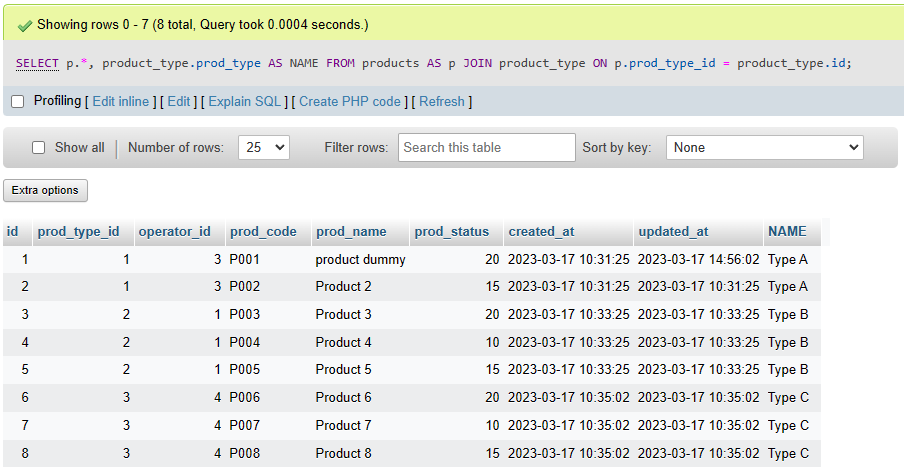 Showing rows 0 - 7 (8 total, Query took 0.0004 seconds.)
SELECT p.*, product_type.prod_type AS NAME FROM products AS p JOIN product_type ON p.prod_type_id = product_type.id;
Profiling [ Edit inline ] [ Edit ] [ Explain SQL ] [ Create PHP code ] [ Refresh ]
Show all Number of rows: 25 Filter rows: Search this table Sort by key: None
Extra options
id prod_type_id operator_id prod_code prod_name prod_status created_at updated_at NAME
1 1 3 P001 product dummy 20 2023-03-17 10:31:25 2023-03-17 14:56:02 Type A
2 1 3 P002 Product 2 15 2023-03-17 10:31:25 2023-03-17 10:31:25 Type A
3 2 1 P003 Product 3 20 2023-03-17 10:33:25 2023-03-17 10:33:25 Type B
4 2 1 P004 Product 4 10 2023-03-17 10:33:25 2023-03-17 10:33:25 Type B
5 2 1 P005 Product 5 15 2023-03-17 10:33:25 2023-03-17 10:33:25 Type B
6 3 4 P006 Product 6 20 2023-03-17 10:35:02 2023-03-17 10:35:02 Type C
7 3 4 P007 Product 7 10 2023-03-17 10:35:02 2023-03-17 10:35:02 Type C
8 3 4 P008 Product 8 15 2023-03-17 10:35:02 2023-03-17 10:35:02 Type C